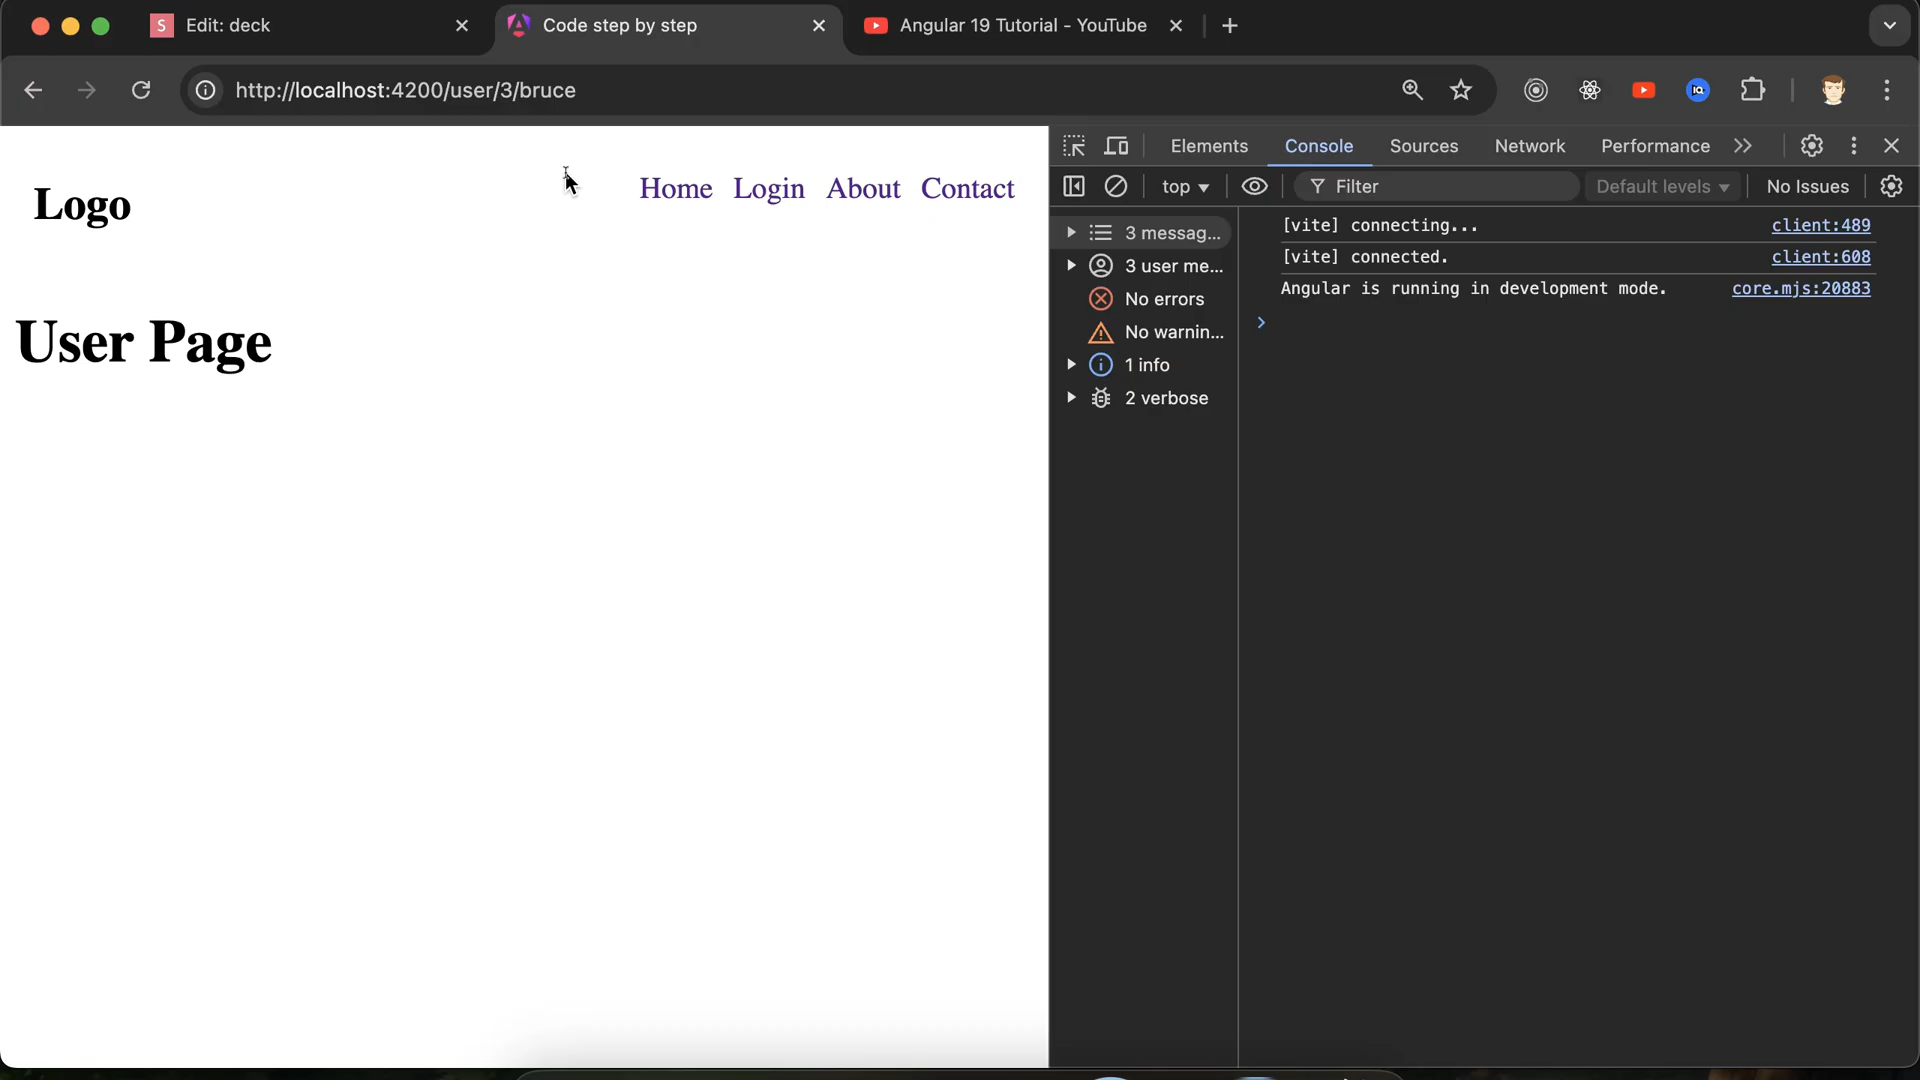 S Edit: deck
Code step by step
Angular 19 Tutorial - YouTube
http://localhost:4200/user/3/bruce
IQ
Elements Console Sources Network Performance
top Filter Default levels No Issues
Logo
Home Login About Contact
User Page
3 messag...
3 user me...
No errors
No warnin...
1 info
2 verbose
[vite] connecting... client:489
[vite] connected. client:608
Angular is running in development mode. core.mjs:20883